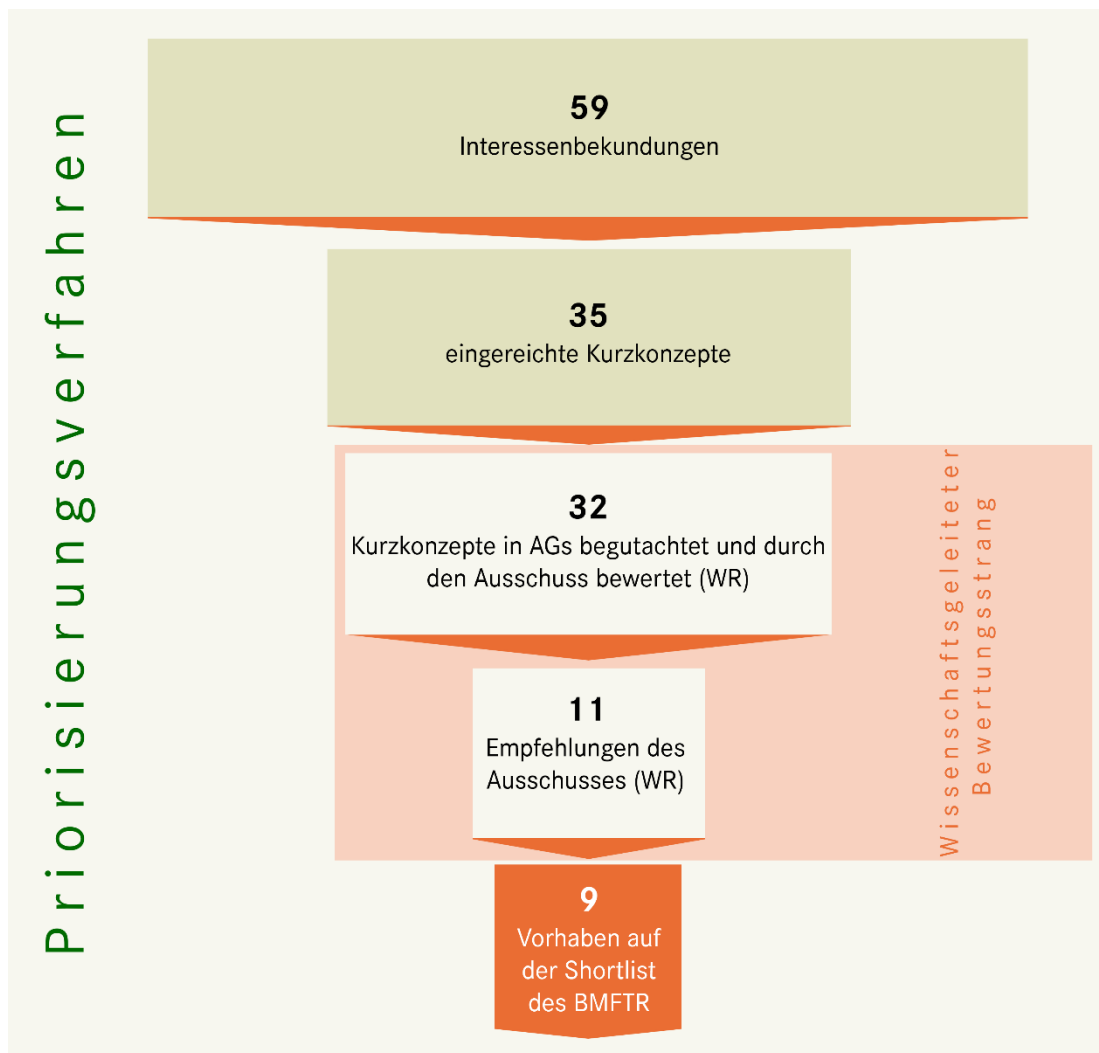 Priorisierungsverfahren
59
Interessenbekundungen
35
eingereichte Kurzkonzepte
32
Kurzkonzepte in AGs begutachtet und durch
den Ausschuss bewertet (WR)
11
Empfehlungen des
Ausschusses (WR)
Wissenschaftsgeleiteter
Bewertungsstrang
9
Vorhaben auf
der Shortlist
des BMFTR